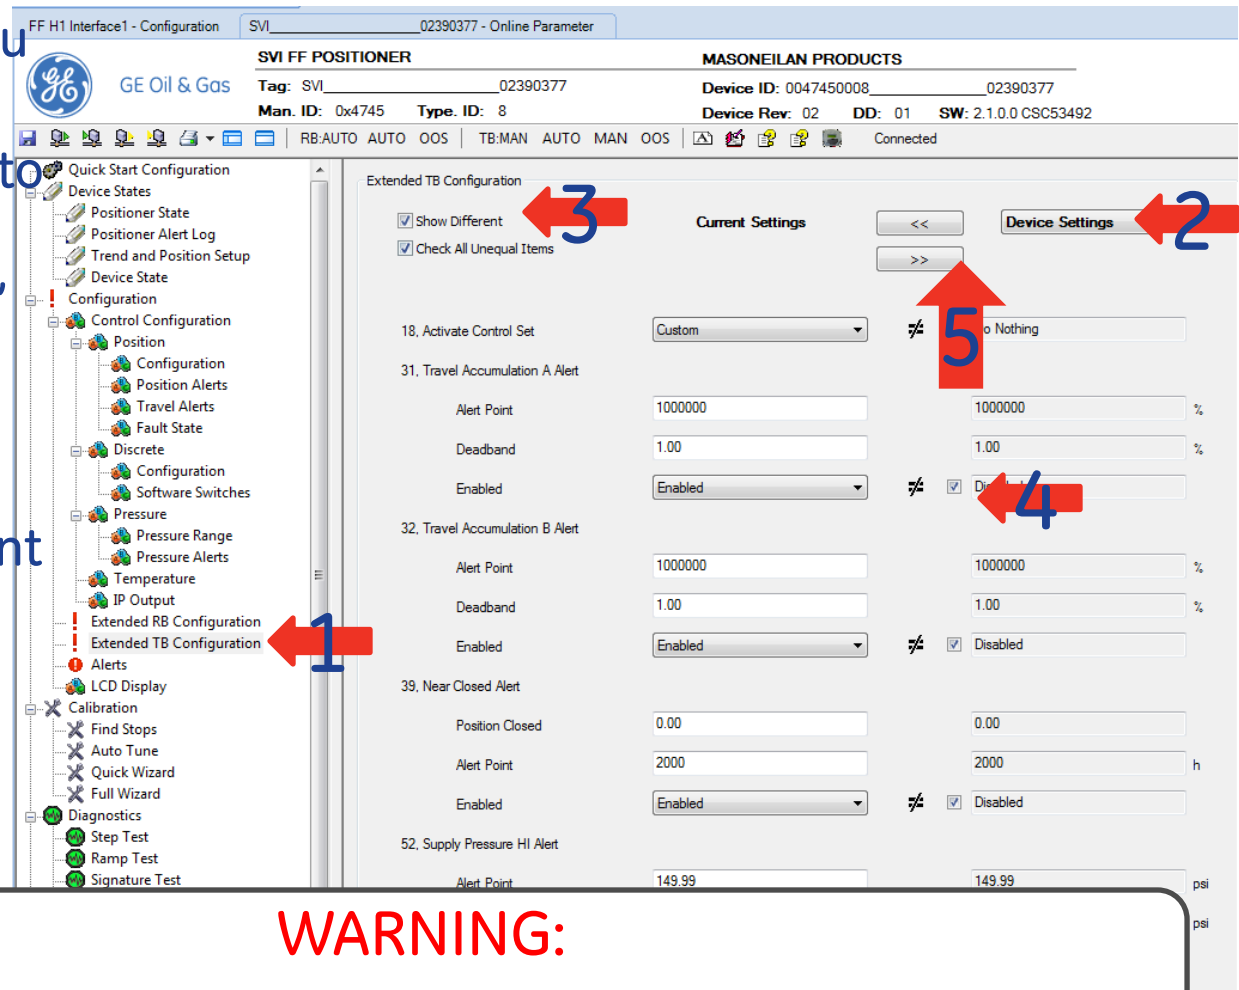 FF H1 Interface1 - Configuration SVI____________________02390377 - Online Parameter
u
SVI FF POSITIONER MASONEILAN PRODUCTS
GE Oil & Gas
Tag: SVI____________________02390377 Device ID: 0047450008____________________02390377
Man. ID: 0x4745 Type. ID: 8 Device Rev: 02 DD: 01 SW: 2.1.0.0 CSC53492
RB:AUTO AUTO OOS TB:MAN AUTO MAN OOS Connected
to
Quick Start Configuration
Device States
Positioner State
Positioner Alert Log
Trend and Position Setup
Device State
,
Configuration
Control Configuration
Position
Configuration
Position Alerts
Travel Alerts
Fault State
Discrete
Configuration
Software Switches
Pressure
Pressure Range
nt
Pressure Alerts
Temperature
IP Output
Extended RB Configuration
Extended TB Configuration
1
Alerts
LCD Display
Calibration
Find Stops
Auto Tune
Quick Wizard
Full Wizard
Diagnostics
Step Test
Ramp Test
Signature Test
Extended TB Configuration
Show Different
3
Current Settings << Device Settings
2
Check All Unequal Items
>>
5
18, Activate Control Set Custom ≠ o Nothing
31, Travel Accumulation A Alert
Alert Point 1000000 1000000 %
Deadband 1.00 1.00 %
Enabled Enabled ≠
4
32, Travel Accumulation B Alert
Alert Point 1000000 1000000 %
Deadband 1.00 1.00 %
Enabled Enabled ≠ Disabled
39, Near Closed Alert
Position Closed 0.00 0.00
Alert Point 2000 2000 h
Enabled Enabled ≠ Disabled
52, Supply Pressure HI Alert
Alert Point 149.99 149.99 psi
psi
WARNING: